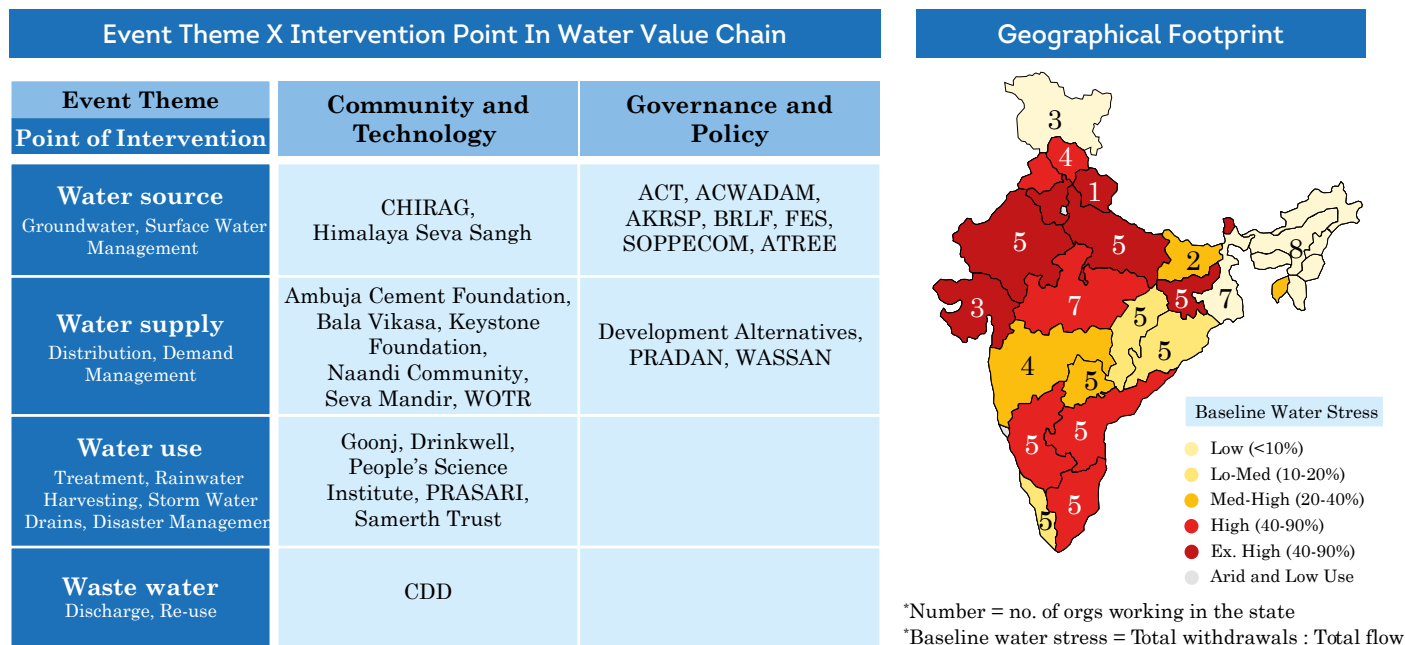 Event Theme X Intervention Point In Water Value Chain
Event Theme
Point of Intervention
Community and
Technology
Governance and
Policy
Water source
Groundwater, Surface Water
Management
CHIRAG,
Himalaya Seva Sangh
ACT, ACWADAM,
AKRSP, BRLF, FES,
SOPPECOM, ATREE
Water supply
Distribution, Demand
Management
Ambuja Cement Foundation,
Bala Vikasa, Keystone
Foundation,
Naandi Community,
Seva Mandir, WOTR
Development Alternatives,
PRADAN, WASSAN
Water use
Treatment, Rainwater
Harvesting, Storm Water
Drains, Disaster Managemen
Goonj, Drinkwell,
People's Science
Institute, PRASARI,
Samerth Trust
Waste water
Discharge, Re-use
CDD
Geographical Footprint
3
4
1
5
5
2
8
3
7
5
5
7
4
5
5
5
5
5
5
Baseline Water Stress
Low (<10%)
Lo-Med (10-20%)
Med-High (20-40%)
High (40-90%)
Ex. High (40-90%)
Arid and Low Use
*Number = no. of orgs working in the state
*Baseline water stress = Total withdrawals : Total flow